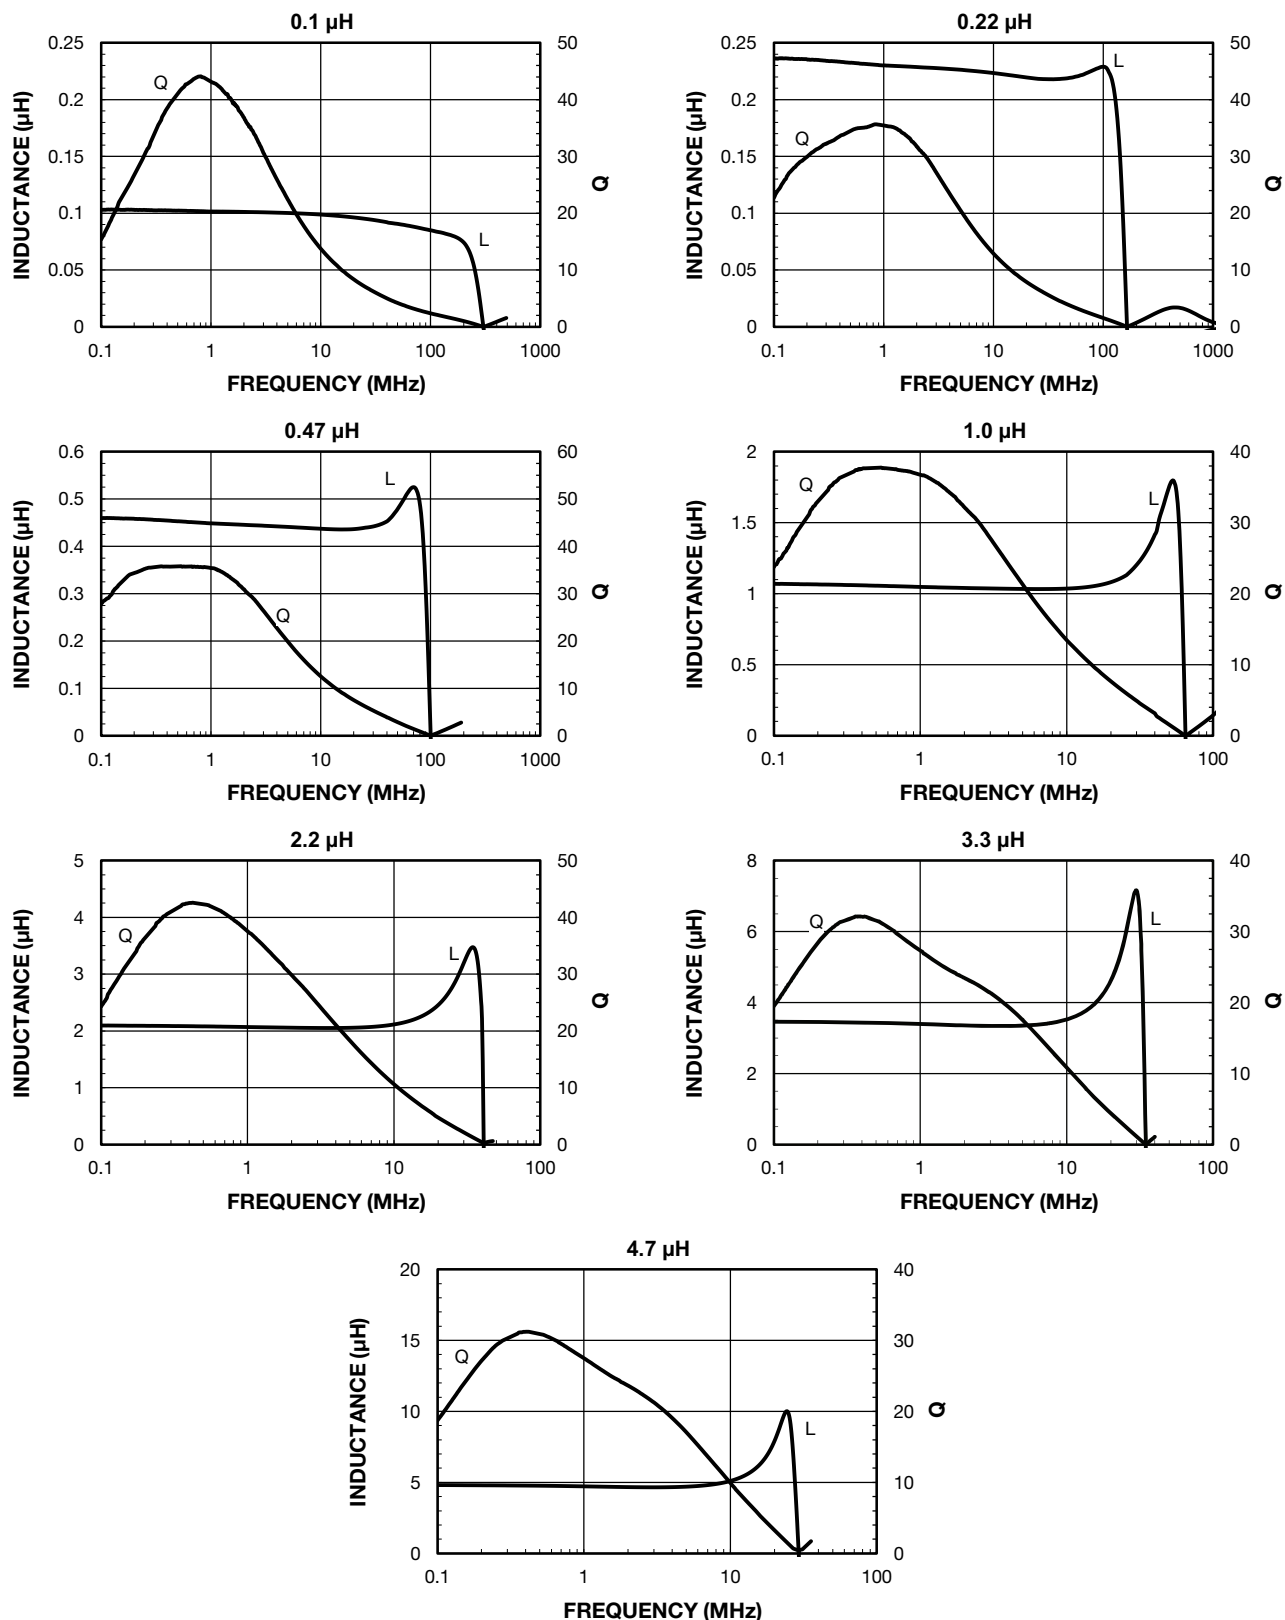 0.1 µH
INDUCTANCE (µH)
0.25
0.2
0.15
0.1
0.05
0
Q
L
50
40
30
20
10
0
Q
0.1 1 10 100 1000
FREQUENCY (MHz)
0.22 µH
INDUCTANCE (µH)
0.25
0.2
0.15
0.1
0.05
0
L
Q
50
40
30
20
10
0
Q
0.1 1 10 100 1000
FREQUENCY (MHz)
0.47 µH
INDUCTANCE (µH)
0.6
0.5
0.4
0.3
0.2
0.1
0
L
Q
60
50
40
30
20
10
0
Q
0.1 1 10 100 1000
FREQUENCY (MHz)
1.0 µH
INDUCTANCE (µH)
2
1.5
1
0.5
0
Q
L
40
30
20
10
0
Q
0.1 1 10 100
FREQUENCY (MHz)
2.2 µH
INDUCTANCE (µH)
5
4
3
2
1
0
Q
L
50
40
30
20
10
0
Q
0.1 1 10 100
FREQUENCY (MHz)
3.3 µH
INDUCTANCE (µH)
8
6
4
2
0
Q
L
40
30
20
10
0
Q
0.1 1 10 100
FREQUENCY (MHz)
4.7 µH
INDUCTANCE (µH)
20
15
10
5
0
Q
L
40
30
20
10
0
Q
0.1 1 10 100
FREQUENCY (MHz)